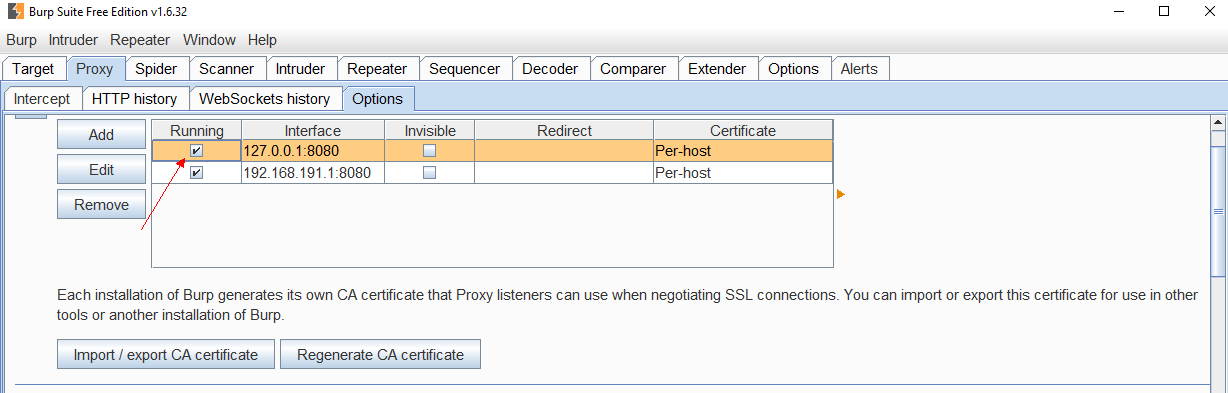 Burp Suite Free Edition v1.6.32
Burp Intruder Repeater Window Help
Target Proxy Spider Scanner Intruder Repeater Sequencer Decoder Comparer Extender Options Alerts
Intercept HTTP history WebSockets history Options
Add Running Interface Invisible Redirect Certificate
127.0.0.1:8080 Per-host
Edit 192.168.191.1:8080 Per-host
Remove
Each installation of Burp generates its own CA certificate that Proxy listeners can use when negotiating SSL connections. You can import or export this certificate for use in other
tools or another installation of Burp.
Import / export CA certificate Regenerate CA certificate